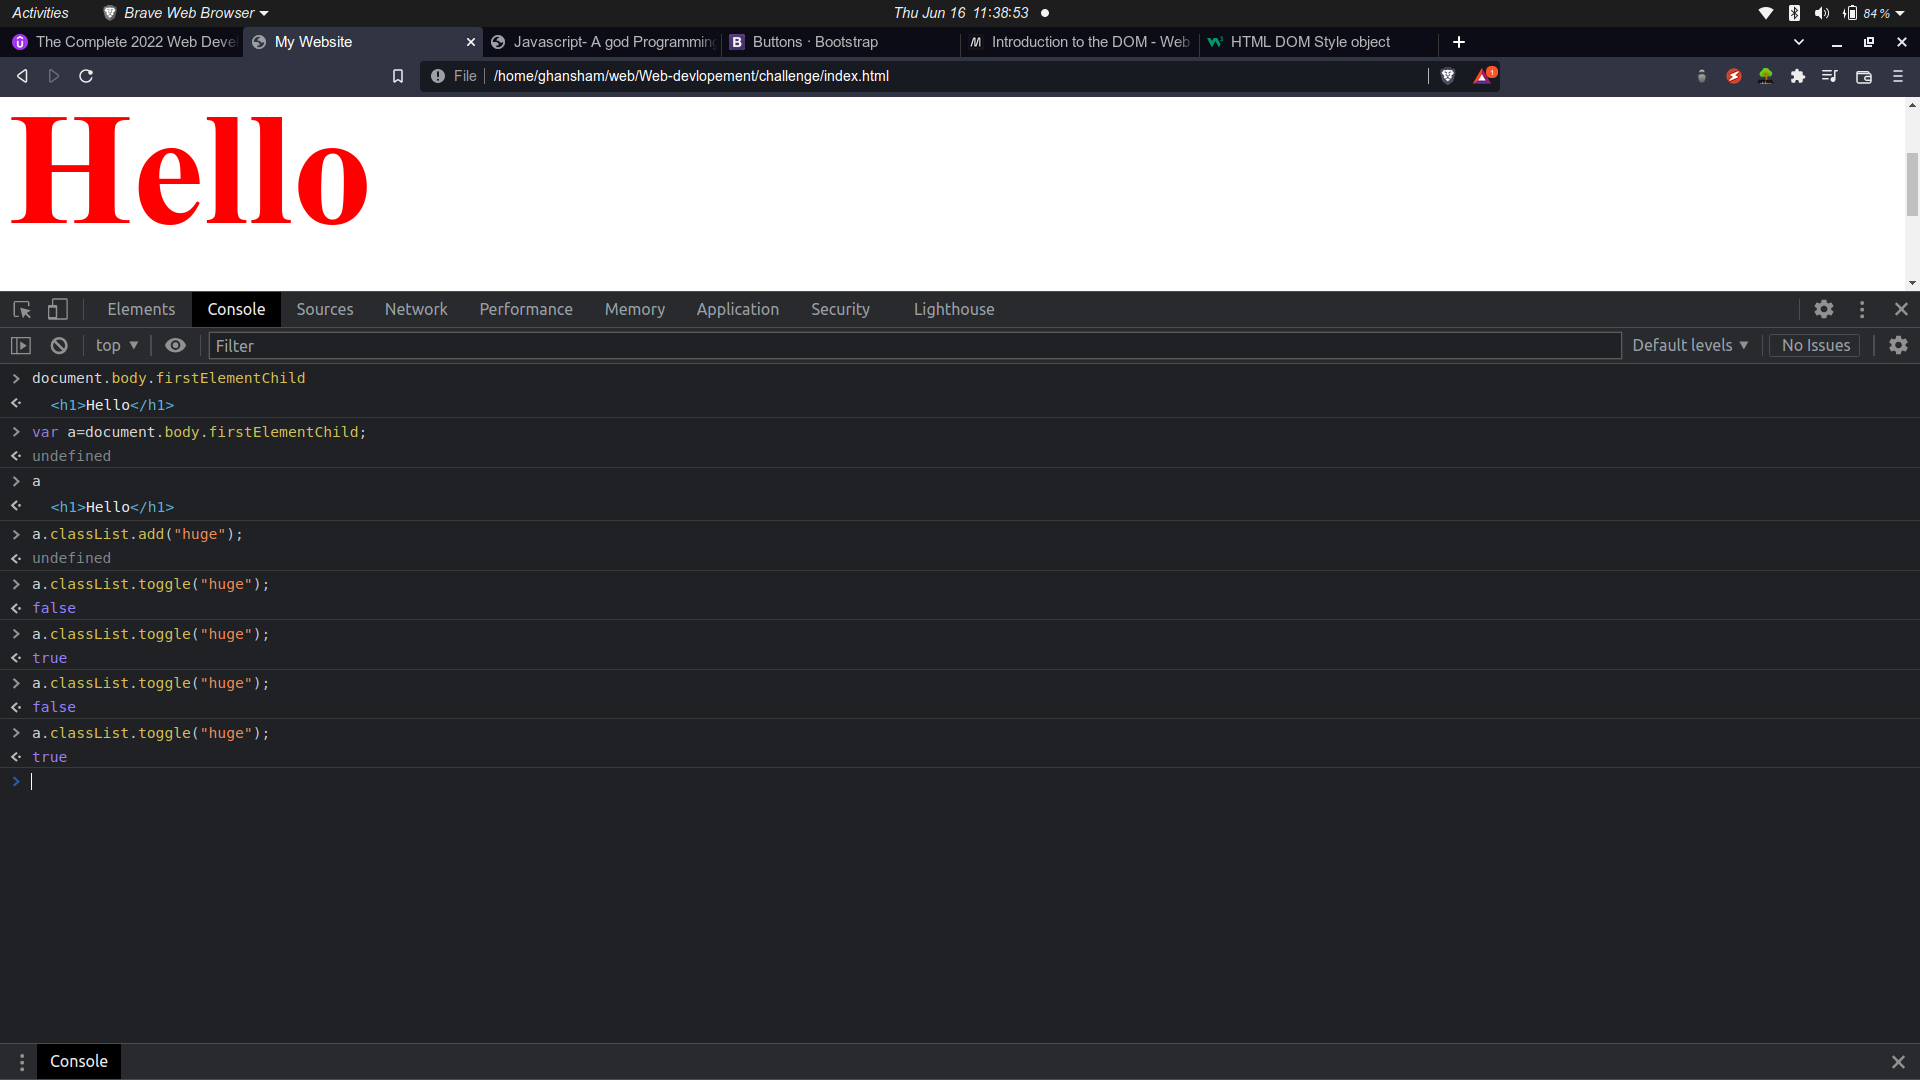 Activities Brave Web Browser Thu Jun 16 11:38:53 84 %
The Complete 2022 Web Deve My Website Javascript- A god Programming Buttons · Bootstrap Introduction to the DOM - Web HTML DOM Style object
File /home/ghansham/web/Web-devlopement/challenge/index.html 1
Hello
Elements Console Sources Network Performance Memory Application Security Lighthouse
top Filter Default levels No Issues
document.body.firstElementChild
<h1>Hello</h1>
var a=document.body.firstElementChild;
undefined
a
<h1>Hello</h1>
a.classList.add("huge");
undefined
a.classList.toggle("huge");
false
a.classList.toggle("huge");
true
a.classList.toggle("huge");
false
a.classList.toggle("huge");
true
Console